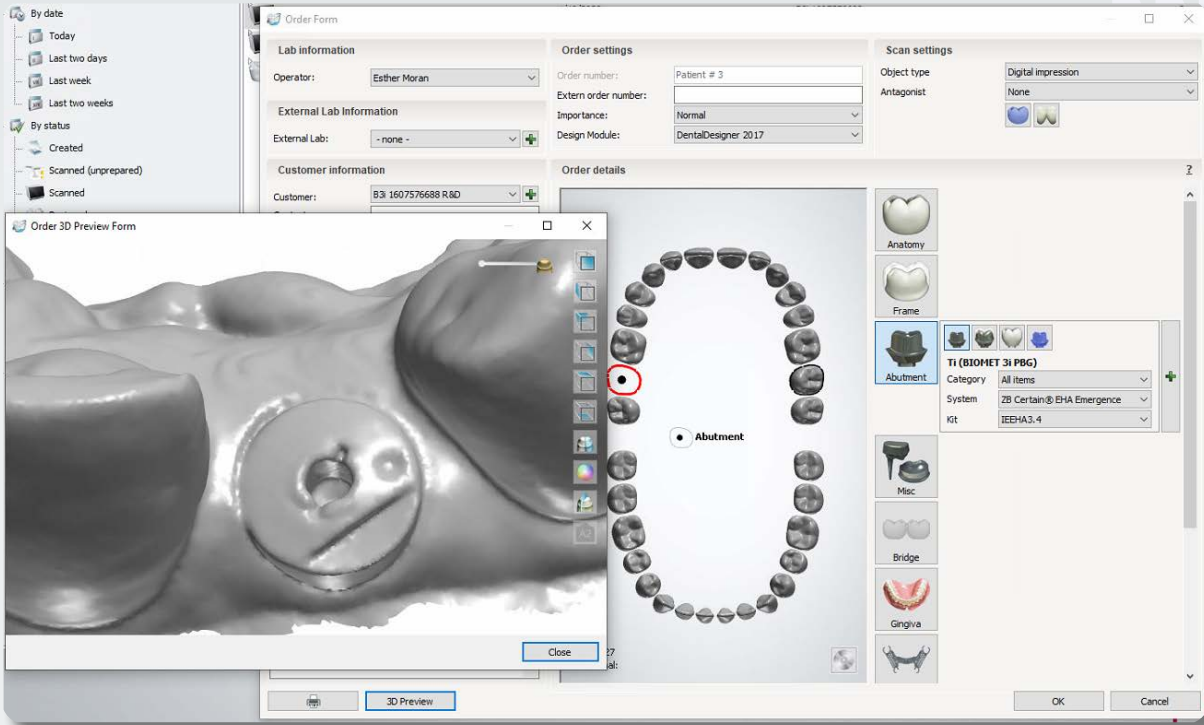 By date
Today
Last two days
Last week
Last two weeks
By status
Created
Scanned (unprepared)
Scanned
Order Form
Lab information
Operator: Esther Moran
External Lab Information
External Lab: - none -
Customer information
Customer: B3i 1607576688 R&D
Order settings
Order number: Patient # 3
Extern order number:
Importance: Normal
Design Module: DentalDesigner 2017
Scan settings
Object type Digital impression
Antagonist None
Order details ?
Abutment
Anatomy
Frame
Abutment
Ti (BIOMET 3i PBG)
Category All items
System ZB Certain® EHA Emergence
Kit IEEHA3.4
Misc
Bridge
Gingiva
Order 3D Preview Form
A2
Close
27
al:
3D Preview
OK
Cancel